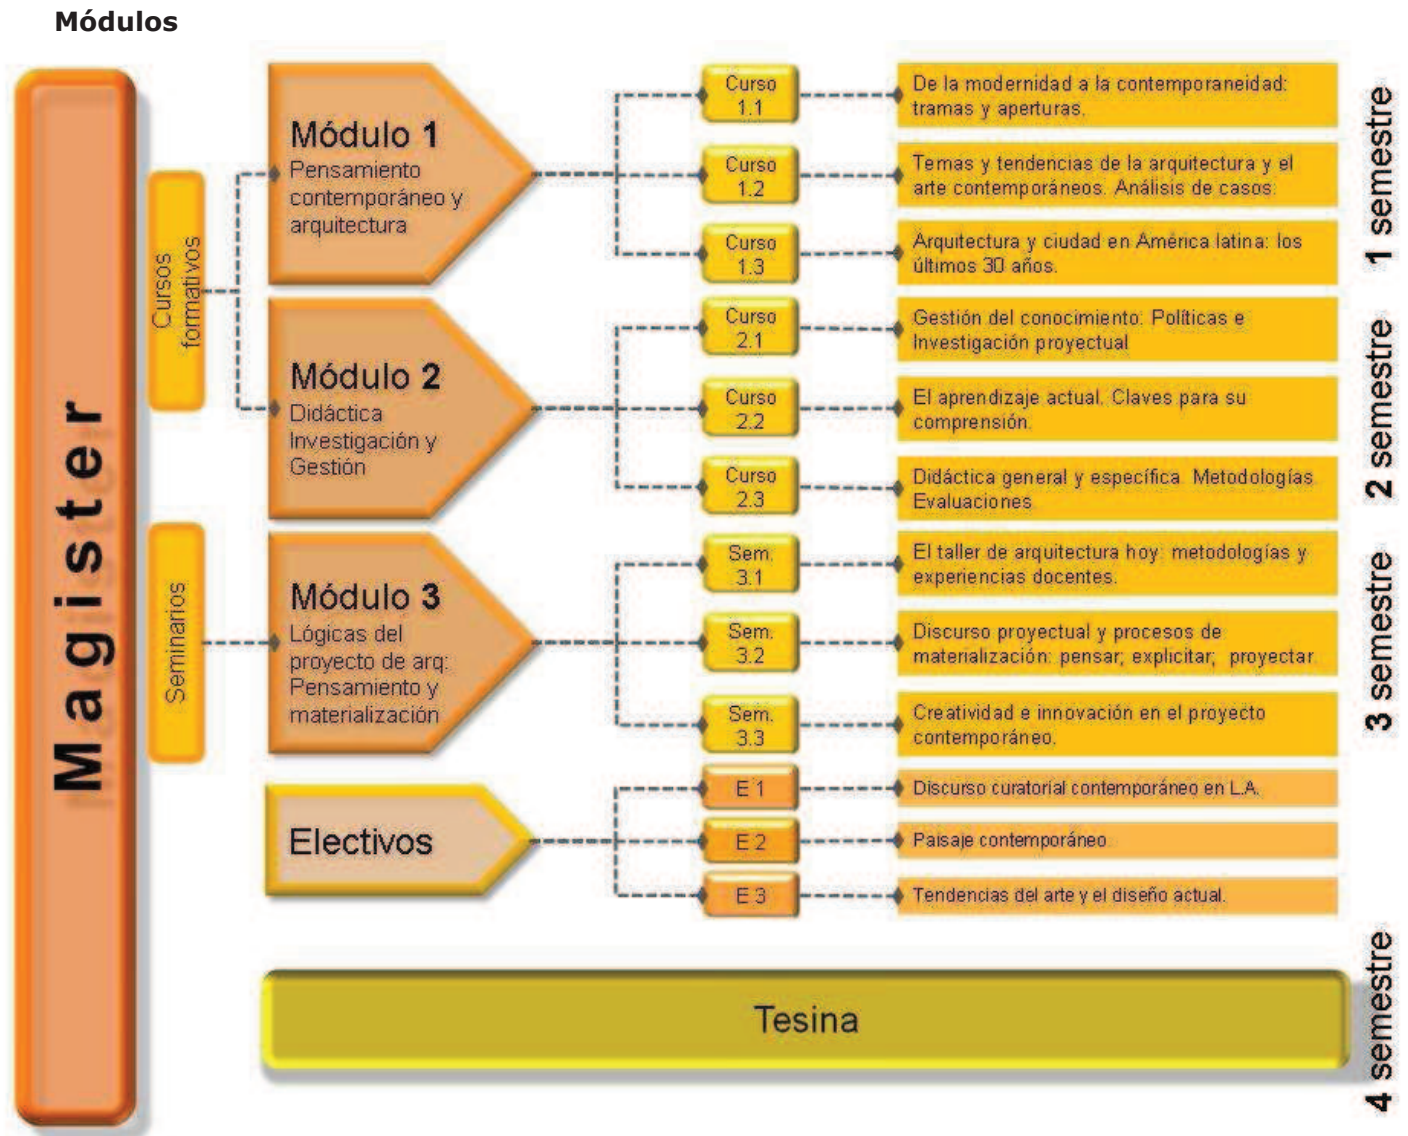 Módulos
Magister
Cursos
formativos
Seminarios
Módulo 1
Pensamiento
contemporáneo y
arquitectura
Curso
1.1
De la modernidad a la contemporaneidad:
tramas y aperturas.
Curso
1.2
Temas y tendencias de la arquitectura y el
arte contemporáneos. Análisis de casos.
Curso
1.3
Arquitectura y ciudad en América latina: los
últimos 30 años.
1 semestre
Módulo 2
Didáctica
Investigación y
Gestión
Curso
2.1
Gestión del conocimiento. Políticas e
Investigación proyectual
Curso
2.2
El aprendizaje actual. Claves para su
comprensión.
Curso
2.3
Didáctica general y específica. Metodologías.
Evaluaciones.
2 semestre
Módulo 3
Lógicas del
proyecto de arq:
Pensamiento y
materialización
Sem.
3.1
El taller de arquitectura hoy: metodologías y
experiencias docentes.
Sem.
3.2
Discurso proyectual y procesos de
materialización: pensar; explicitar; proyectar.
Sem.
3.3
Creatividad e innovación en el proyecto
contemporáneo.
3 semestre
Electivos
E 1
Discurso curatorial contemporáneo en L.A.
E 2
Paisaje contemporáneo.
E 3
Tendencias del arte y el diseño actual.
Tesina
4 semestre